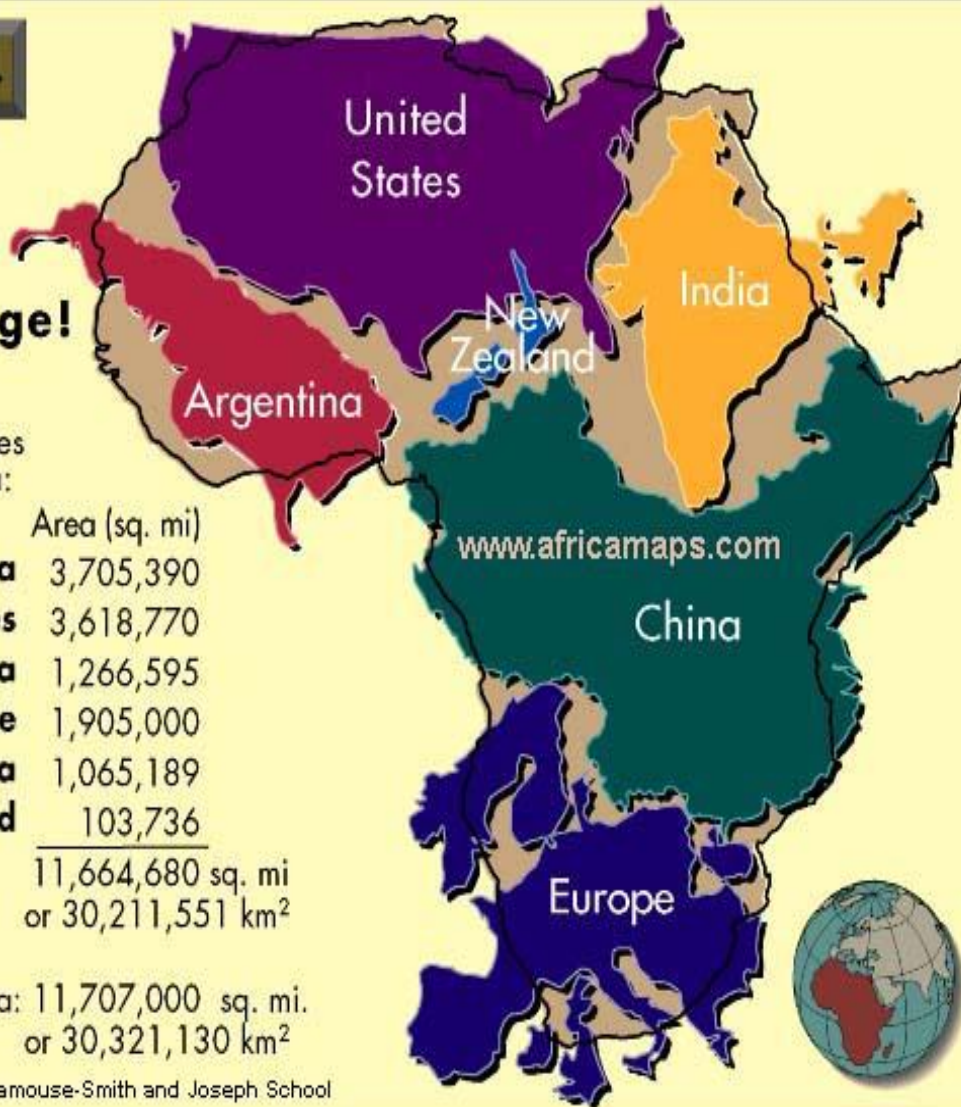 United
States
India
ge!
New
Zealand
Argentina
es
a:
Area (sq. mi)
a 3,705,390
s 3,618,770
a 1,266,595
e 1,905,000
a 1,065,189
d 103,736
11,664,680 sq. mi
or 30,211,551 km²
www.africamaps.com
China
Europe
a: 11,707,000 sq. mi.
or 30,321,130 km²
amouse-Smith and Joseph School